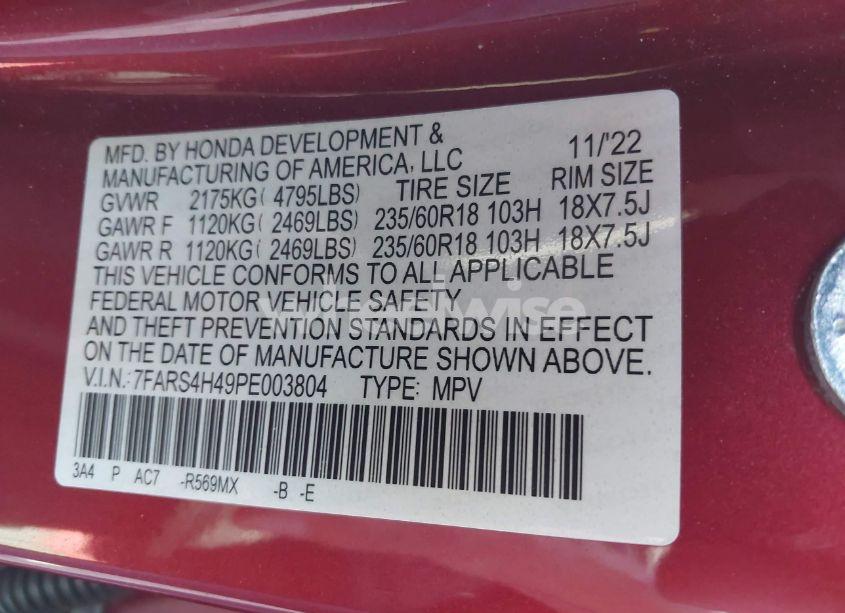 MFD. BY HONDA DEVELOPMENT & 11/'22
MANUFACTURING OF AMERICA, LLC
GVWR 2175KG( 4795LBS) TIRE SIZE RIM SIZE
GAWR F 1120KG( 2469LBS) 235/60R18 103H 18X7.5J
GAWR R 1120KG( 2469LBS) 235/60R18 103H 18X7.5J
THIS VEHICLE CONFORMS TO ALL APPLICABLE
FEDERAL MOTOR VEHICLE SAFETY
AND THEFT PREVENTION STANDARDS IN EFFECT
ON THE DATE OF MANUFACTURE SHOWN ABOVE.
V.I.N.:7FARS4H49PE003804 TYPE: MPV
3A4 P AC7 -R569MX -B -E